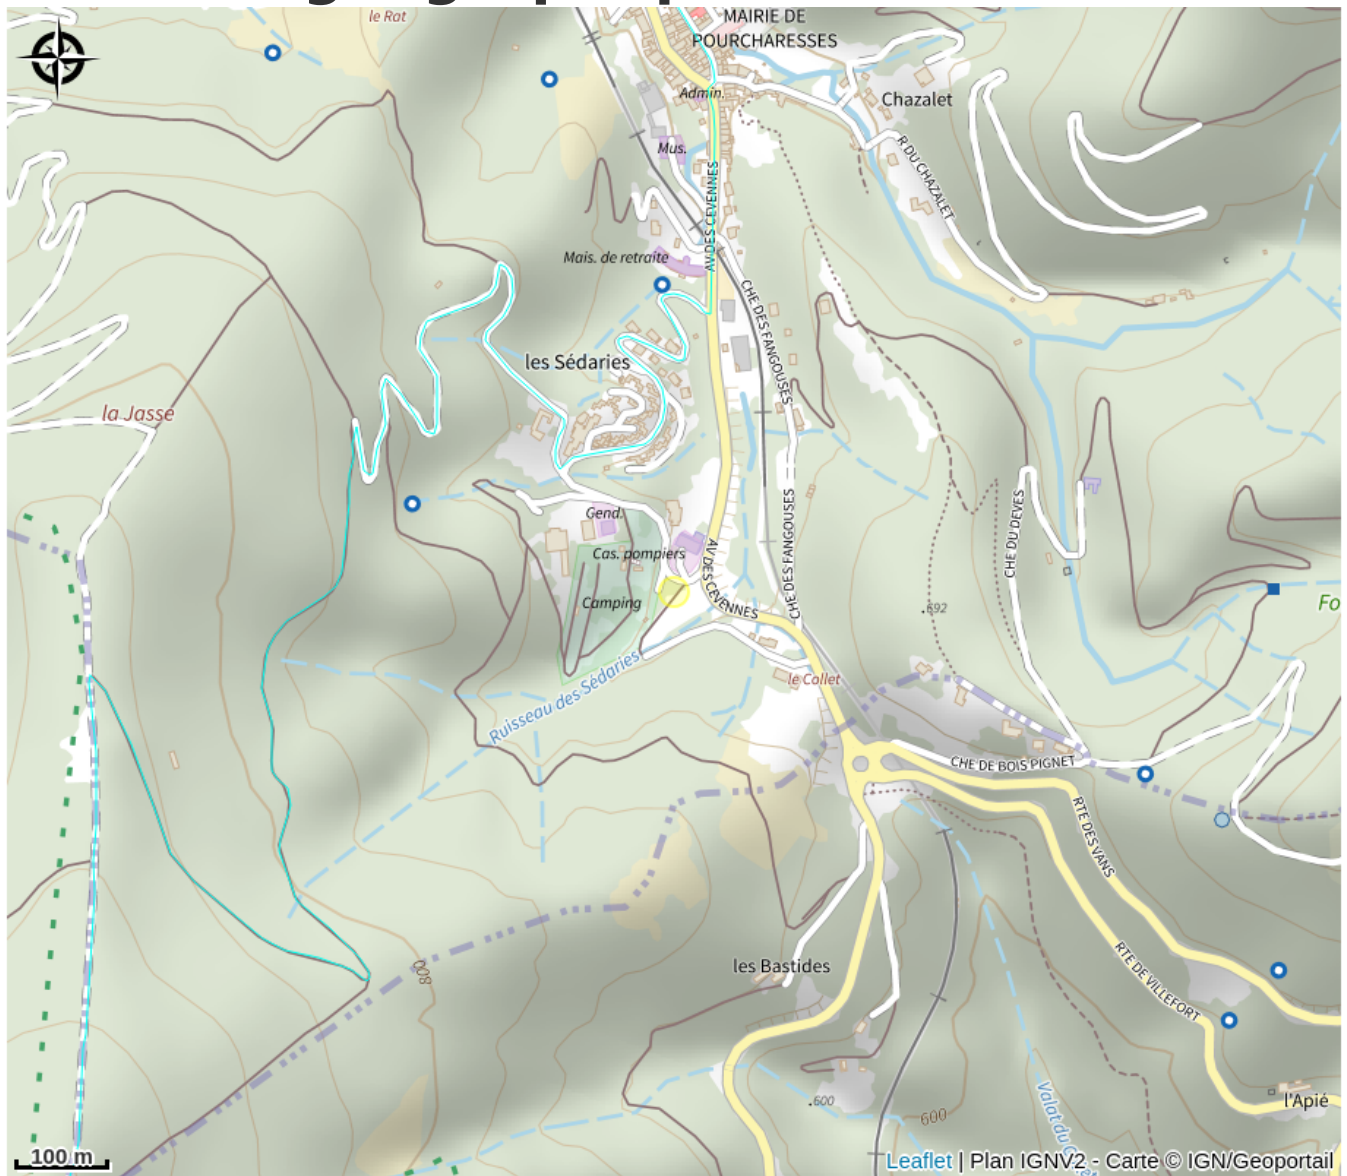 le Rat
MAIRIE DE
POURCHARESSES
Admin.
Chazalet
Mus.
R DU CHAZALET
AV DES CEVENNES
Mais. de retraite
CHE DES FANGOUSES
les Sédaries
la Jasse
Gend.
CHE DES FANGOUSES
CHE DU DEVES
Cas. pompiers
AV DES CEVENNES
Camping
.692
Fo
Ruisseau des Sédaries
le Collet
CHE DE BOIS PIGNET
RTE DES VANS
les Bastides
800
RTE DE VILLEFORT
.600
600
Valat du
l'Apié
100 m
Leaflet | Plan IGNV2 - Carte © IGN/Geoportail